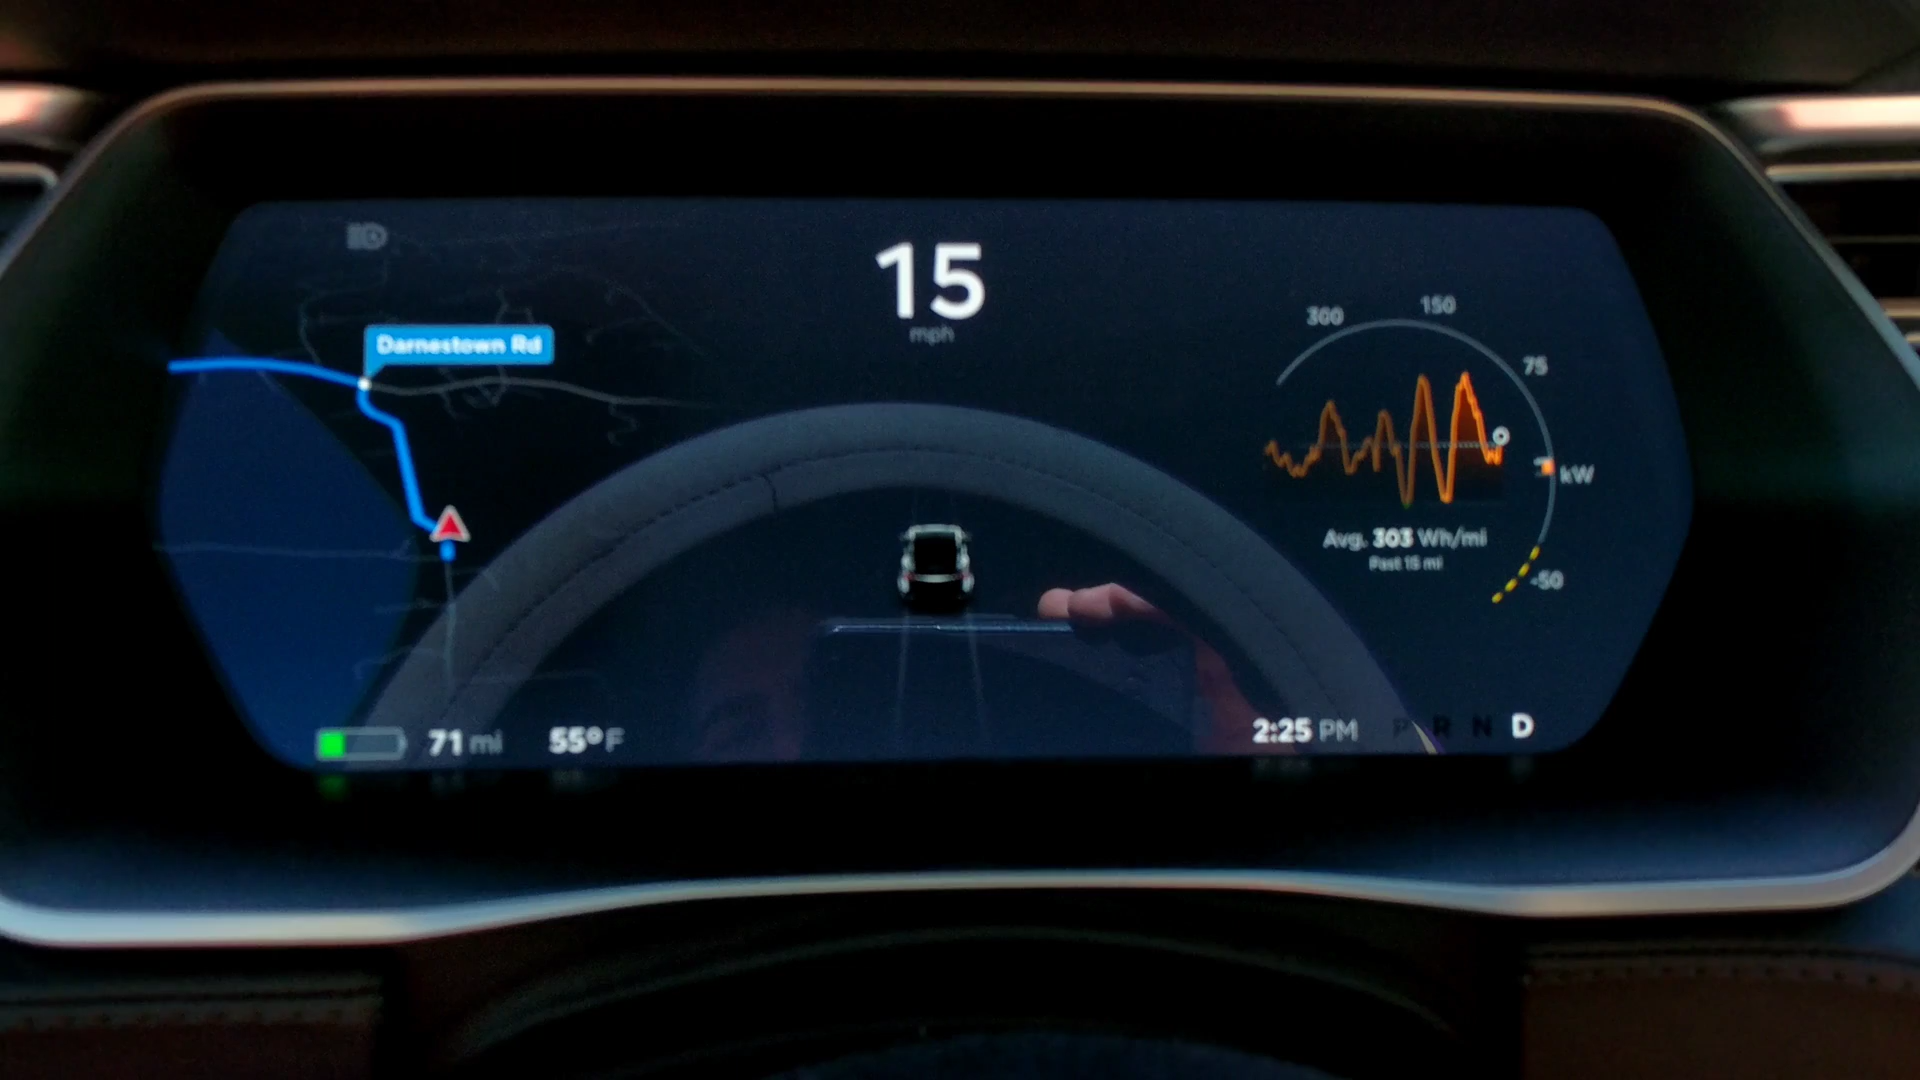 15
mph
Darnestown Rd
300
150
75
kW
-50
Avg. 303 Wh/mi
Past 15 mi
71 mi
55°F
2:25 PM
P R N D